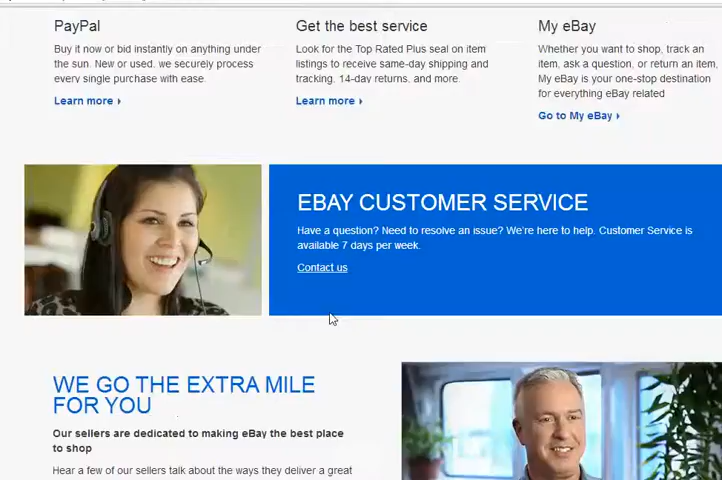 PayPal
Buy it now or bid instantly on anything under
the sun. New or used, we securely process
every single purchase with ease.
Learn more
Get the best service
Look for the Top Rated Plus seal on item
listings to receive same-day shipping and
tracking, 14-day returns, and more.
Learn more
My eBay
Whether you want to shop, track an
item, ask a question, or return an item,
My eBay is your one-stop destination
for everything eBay related
Go to My eBay
EBAY CUSTOMER SERVICE
Have a question? Need to resolve an issue? We're here to help. Customer Service is
available 7 days per week.
Contact us
WE GO THE EXTRA MILE
FOR YOU
Our sellers are dedicated to making eBay the best place
to shop
Hear a few of our sellers talk about the ways they deliver a great